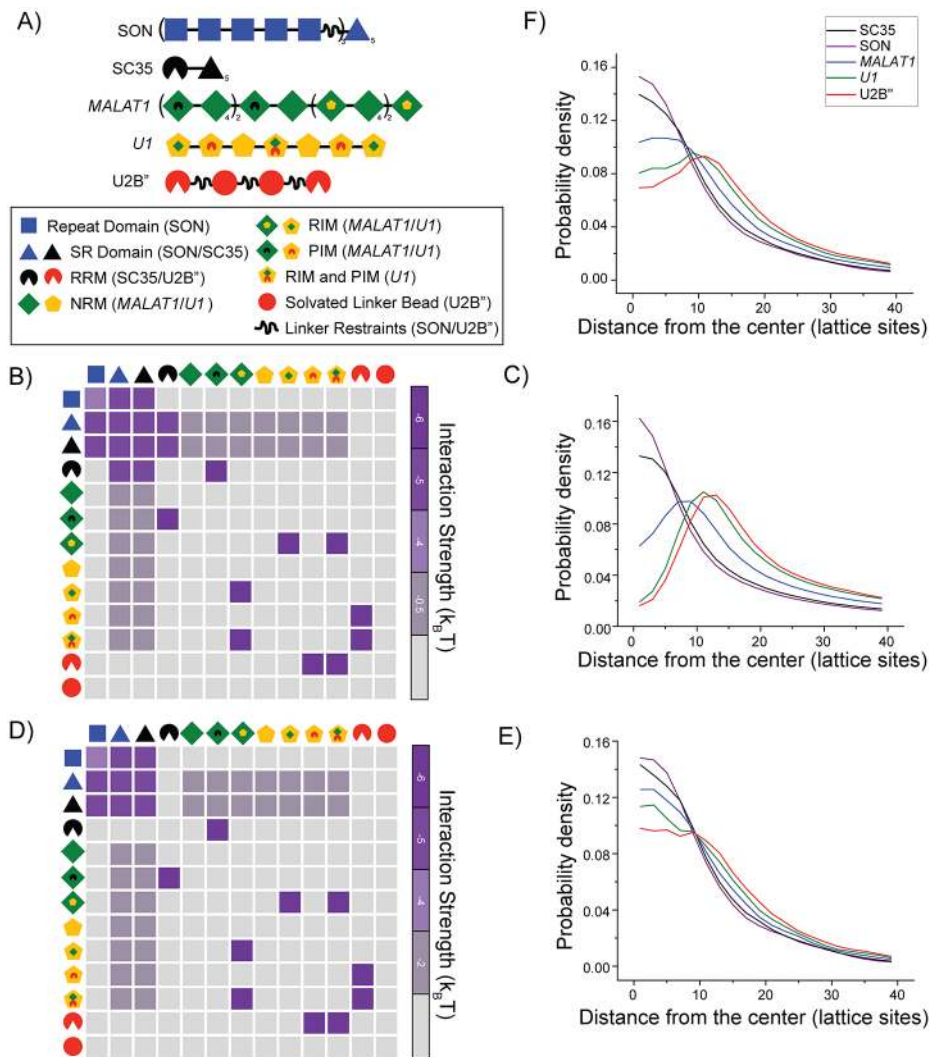 A)
SON
3
5
SC35
5
MALAT1
4
2
4
2
U1
U2B"
Repeat Domain (SON)
SR Domain (SON/SC35)
RRM (SC35/U2B")
NRM (MALAT1/U1)
RIM (MALAT1/U1)
PIM (MALAT1/U1)
RIM and PIM (U1)
Solvated Linker Bead (U2B")
Linker Restraints (SON/U2B")
B)
-6
-5
-4
-0.5
Interaction Strength (kBT)
D)
-6
-5
-4
-2
Interaction Strength (kBT)
F)
SC35
SON
MALAT1
U1
U2B"
0.16
0.12
0.08
0.04
0.00
Probability density
0 10 20 30 40
Distance from the center (lattice sites)
C)
0.16
0.12
0.08
0.04
0.00
Probability density
0 10 20 30 40
Distance from the center (lattice sites)
E)
0.16
0.12
0.08
0.04
0.00
Probability density
0 10 20 30 40
Distance from the center (lattice sites)